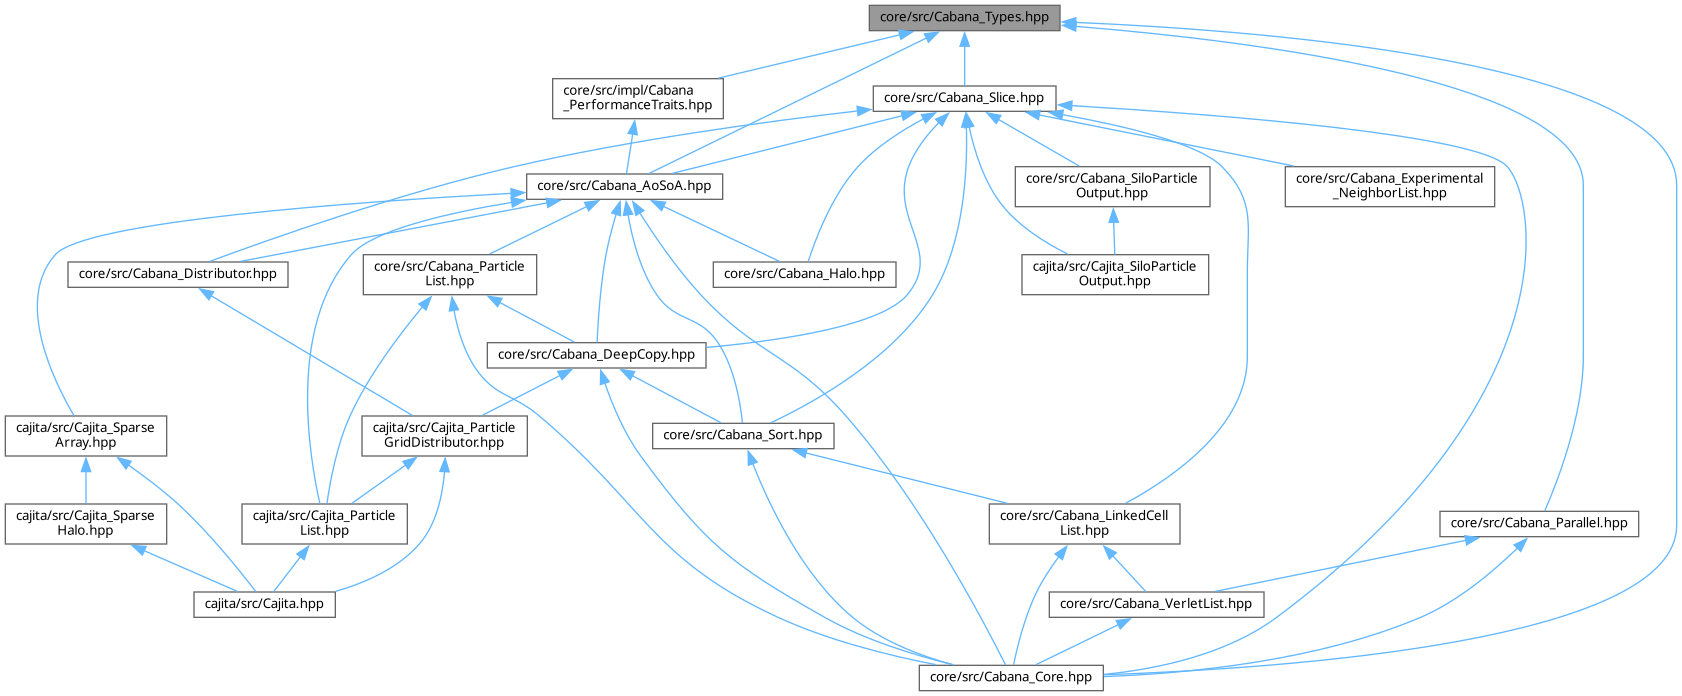 core/src/Cabana_Types.hpp
core/src/impl/Cabana
_PerformanceTraits.hpp
core/src/Cabana_Slice.hpp
core/src/Cabana_AoSoA.hpp
core/src/Cabana_SiloParticle
Output.hpp
core/src/Cabana_Experimental
_NeighborList.hpp
core/src/Cabana_Distributor.hpp
core/src/Cabana_Particle
List.hpp
core/src/Cabana_Halo.hpp
cajita/src/Cajita_SiloParticle
Output.hpp
core/src/Cabana_DeepCopy.hpp
cajita/src/Cajita_Sparse
Array.hpp
cajita/src/Cajita_Particle
GridDistributor.hpp
core/src/Cabana_Sort.hpp
cajita/src/Cajita_Sparse
Halo.hpp
cajita/src/Cajita_Particle
List.hpp
core/src/Cabana_LinkedCell
List.hpp
core/src/Cabana_Parallel.hpp
cajita/src/Cajita.hpp
core/src/Cabana_VerletList.hpp
core/src/Cabana_Core.hpp